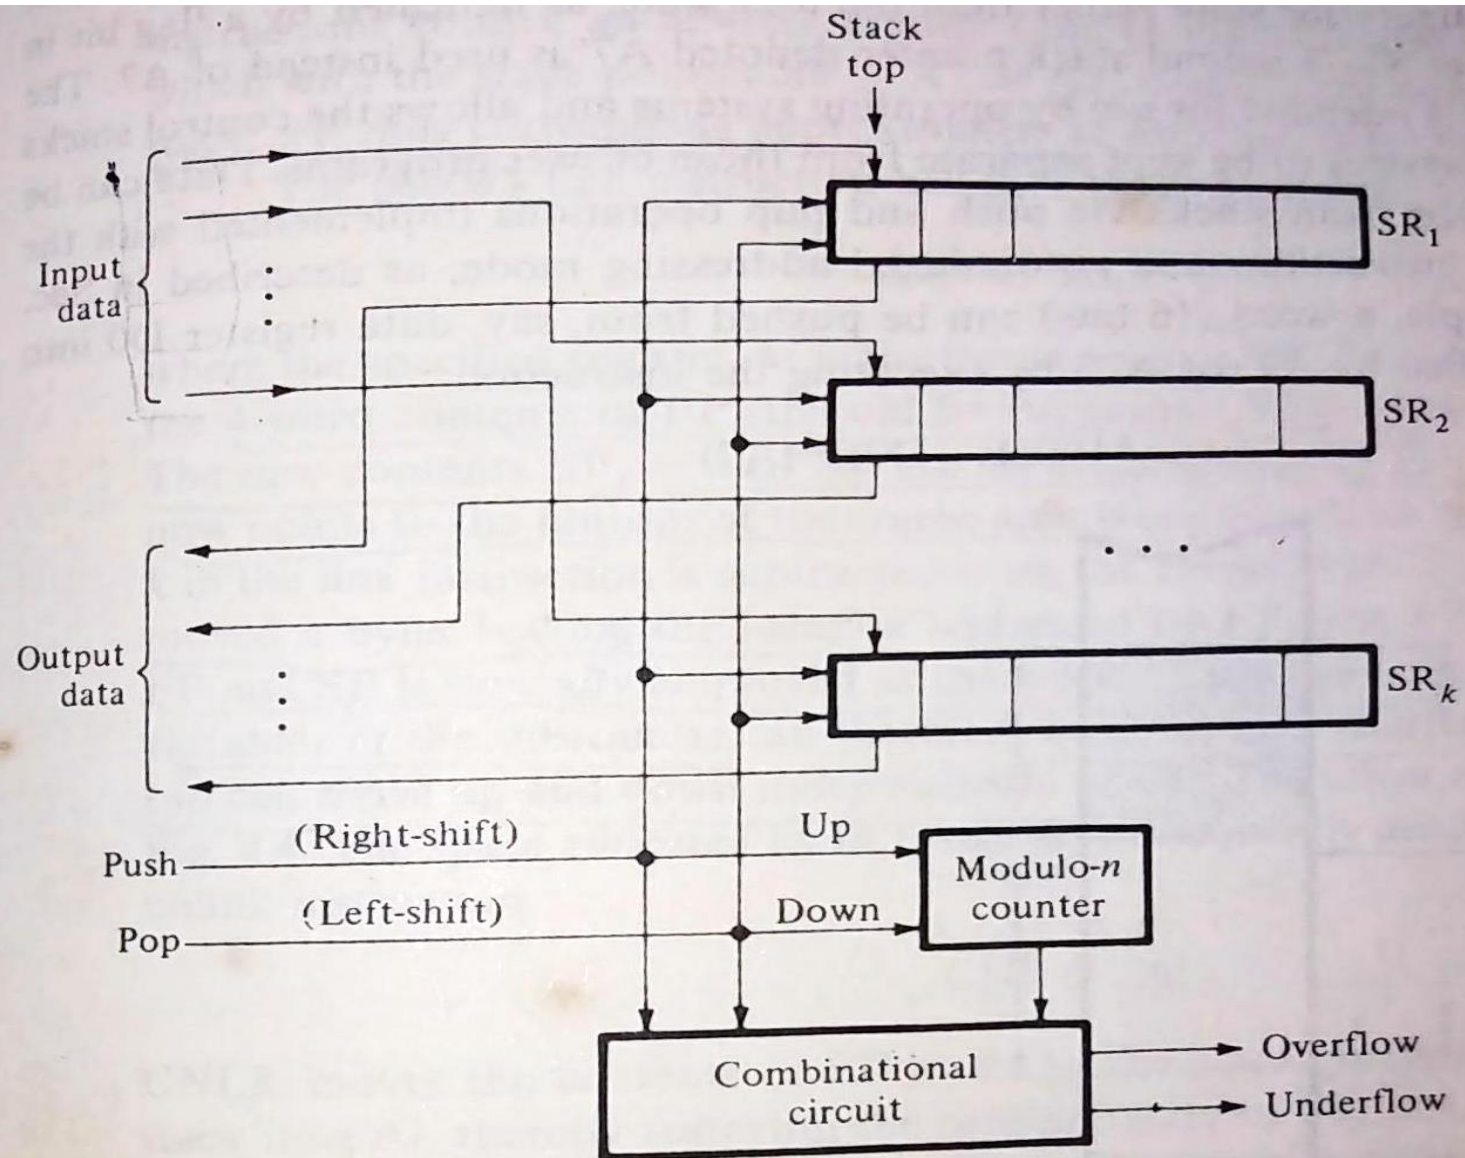 Stack
top
SR1
Input
data
SR2
. . .
Output
data
SRk
(Right-shift)
Up
Push
Modulo-n
counter
(Left-shift)
Down
Pop
Combinational
circuit
Overflow
Underflow